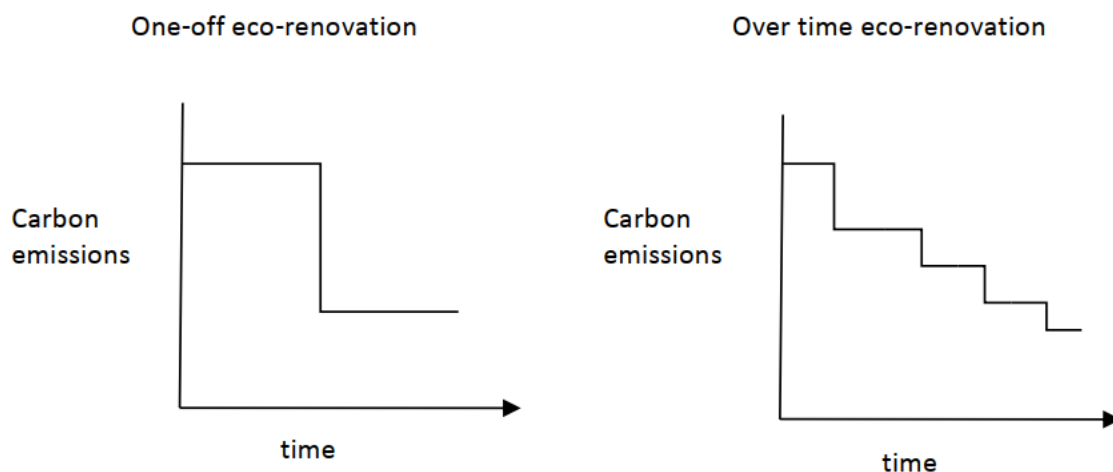 One-off eco-renovation
Carbon
emissions
time
Over time eco-renovation
Carbon
emissions
time